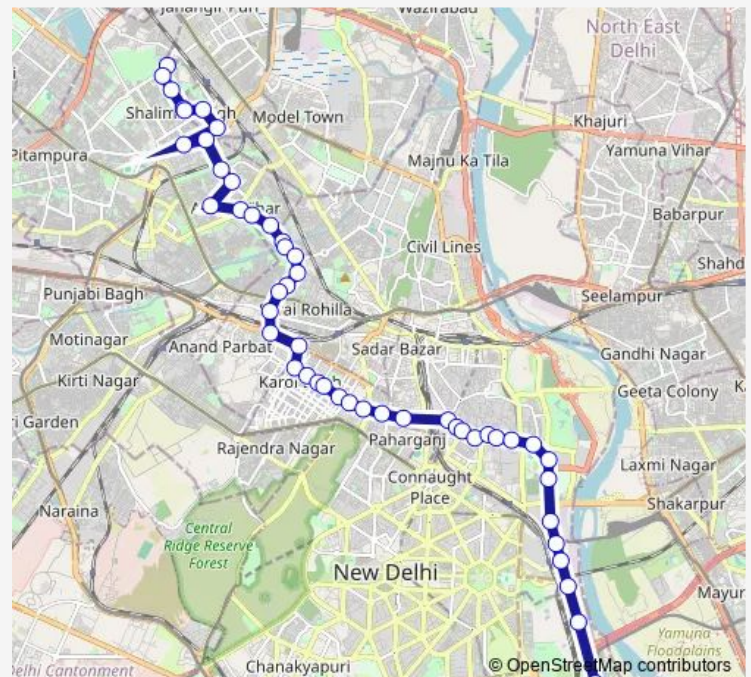 Wazirabad
North East
Delhi
Model Town
Khajuri
Pitampura
Majnu Ka Tila
Yamuna Vihar
Babarpur
Civil Lines
Shahd
Punjabi Bagh
Seelampur
ai Rohilla
Motinagar
Anand Parbat
Sadar Bazar
Gandhi Nagar
Kirti Nagar
Geeta Colony
ri Garden
Paharganj
Rajendra Nagar
Laxmi Nagar
Connaught
Place
Shakarpur
Naraina
Central
Ridge Reserve
Forest
New Delhi
Mayur
Yamuna
Floodplains
elhi Cantonment
Chanakyapuri
© OpenStreetMap contributors